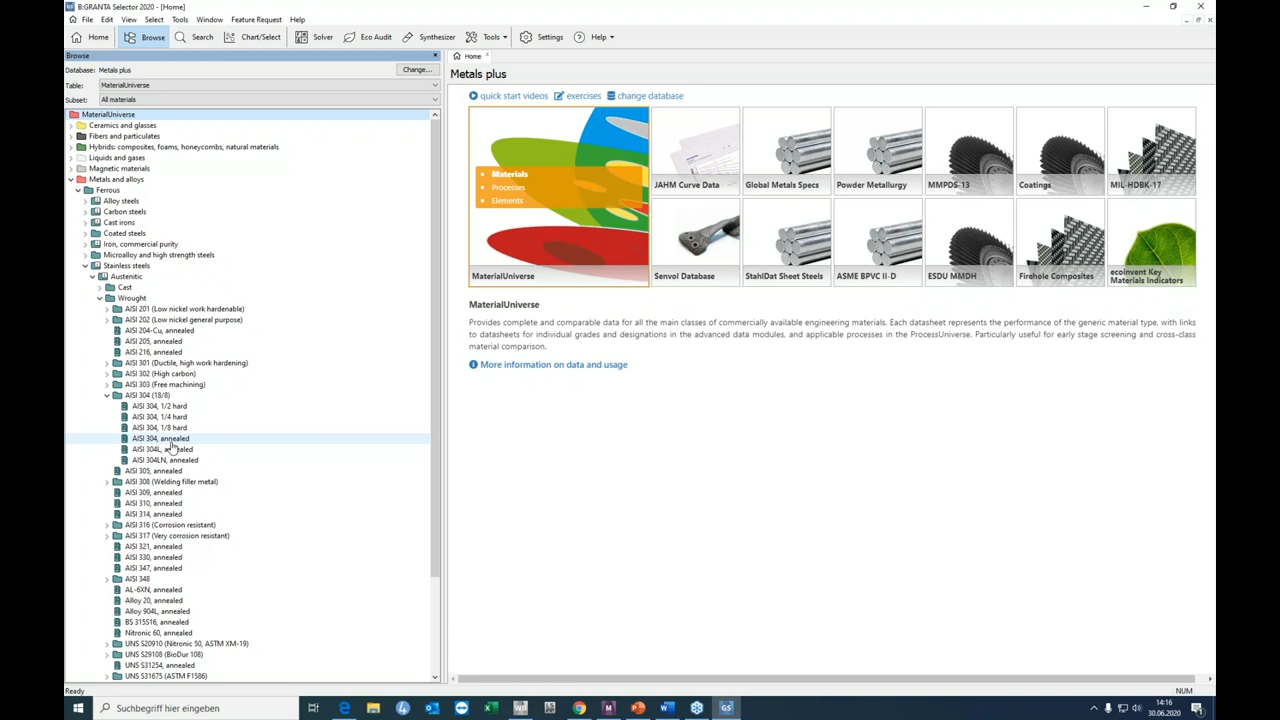 B:GRANTA Selector 2020 - [Home]
File Edit View Select Tools Window Feature Request Help
Home Browse Search Chart/Select Solver Eco Audit Synthesizer Tools Settings Help
Browse
Database: Metals plus Change...
Table: MaterialUniverse
Subset: All materials
MaterialUniverse
Ceramics and glasses
Fibers and particulates
Hybrids: composites, foams, honeycombs, natural materials
Liquids and gases
Magnetic materials
Metals and alloys
Ferrous
Alloy steels
Carbon steels
Cast irons
Coated steels
Iron, commercial purity
Microalloy and high strength steels
Stainless steels
Austenitic
Cast
Wrought
AISI 201 (Low nickel work hardenable)
AISI 202 (Low nickel general purpose)
AISI 204-Cu, annealed
AISI 205, annealed
AISI 216, annealed
AISI 301 (Ductile, high work hardening)
AISI 302 (High carbon)
AISI 303 (Free machining)
AISI 304 (18/8)
AISI 304, 1/2 hard
AISI 304, 1/4 hard
AISI 304, 1/8 hard
AISI 304, annealed
AISI 304L, annealed
AISI 304LN, annealed
AISI 305, annealed
AISI 308 (Welding filler metal)
AISI 309, annealed
AISI 310, annealed
AISI 314, annealed
AISI 316 (Corrosion resistant)
AISI 317 (Very corrosion resistant)
AISI 321, annealed
AISI 330, annealed
AISI 347, annealed
AISI 348
AL-6XN, annealed
Alloy 20, annealed
Alloy 904L, annealed
BS 315S16, annealed
Nitronic 60, annealed
UNS S20910 (Nitronic 50, ASTM XM-19)
UNS S29108 (BioDur 108)
UNS S31254, annealed
UNS S31675 (ASTM F1586)
Home
Metals plus
quick start videos exercises change database
Materials
Processes
Elements
MaterialUniverse
JAHM Curve Data Global Metals Specs Powder Metallurgy MMPDS-13 Coatings MIL-HDBK-17
Senvol Database StahlDat Sheet Steels ASME BPVC II-D ESDU MMDH Firehole Composites ecoinvent Key Materials Indicators
MaterialUniverse
Provides complete and comparable data for all the main classes of commercially available engineering materials. Each datasheet represents the performance of the generic material type, with links
to datasheets for individual grades and designations in the advanced data modules, and applicable processes in the ProcessUniverse. Particularly useful for early stage screening and cross-class
material comparison.
More information on data and usage
Ready NUM
Suchbegriff hier eingeben
14:16
30.06.2020